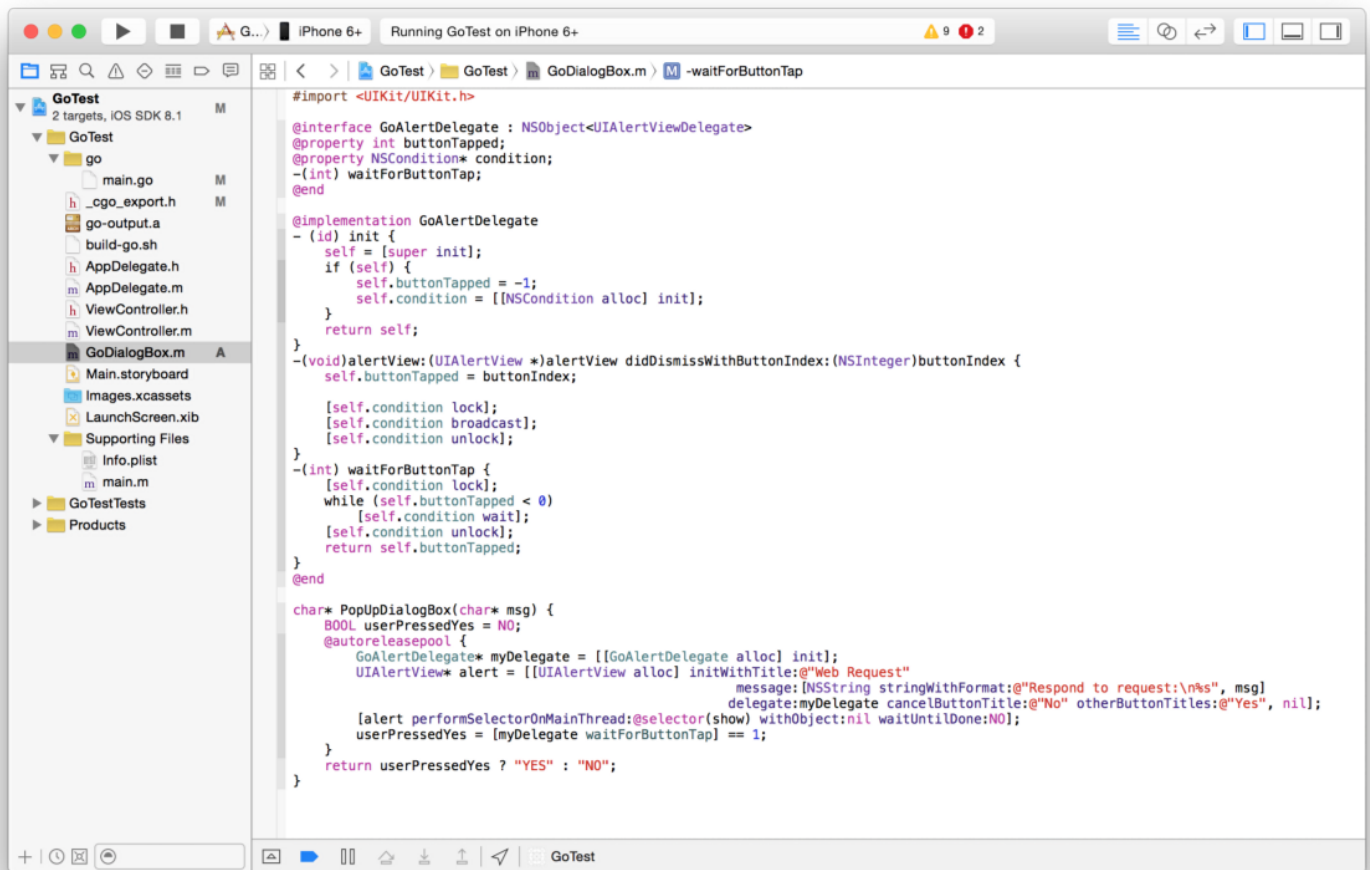 G...〉 iPhone 6+ Running GoTest on iPhone 6+ 9 2
GoTest 〉 GoTest 〉 m GoDialogBox.m 〉 M -waitForButtonTap
GoTest M
2 targets, iOS SDK 8.1
GoTest
go
main.go M
h _cgo_export.h M
go-output.a
build-go.sh
h AppDelegate.h
m AppDelegate.m
h ViewController.h
m ViewController.m
m GoDialogBox.m A
Main.storyboard
Images.xcassets
LaunchScreen.xib
Supporting Files
Info.plist
m main.m
GoTestTests
Products
#import <UIKit/UIKit.h>
@interface GoAlertDelegate : NSObject<UIAlertViewDelegate>
@property int buttonTapped;
@property NSCondition* condition;
-(int) waitForButtonTap;
@end
@implementation GoAlertDelegate
- (id) init {
self = [super init];
if (self) {
self.buttonTapped = -1;
self.condition = [[NSCondition alloc] init];
}
return self;
}
-(void)alertView:(UIAlertView *)alertView didDismissWithButtonIndex:(NSInteger)buttonIndex {
self.buttonTapped = buttonIndex;
[self.condition lock];
[self.condition broadcast];
[self.condition unlock];
}
-(int) waitForButtonTap {
[self.condition lock];
while (self.buttonTapped < 0)
[self.condition wait];
[self.condition unlock];
return self.buttonTapped;
}
@end
char* PopUpDialogBox(char* msg) {
BOOL userPressedYes = NO;
@autoreleasepool {
GoAlertDelegate* myDelegate = [[GoAlertDelegate alloc] init];
UIAlertView* alert = [[UIAlertView alloc] initWithTitle:@"Web Request"
message:[NSString stringWithFormat:@"Respond to request:\n%s", msg]
delegate:myDelegate cancelButtonTitle:@"No" otherButtonTitles:@"Yes", nil];
[alert performSelectorOnMainThread:@selector(show) withObject:nil waitUntilDone:NO];
userPressedYes = [myDelegate waitForButtonTap] == 1;
}
return userPressedYes ? "YES" : "NO";
}
GoTest